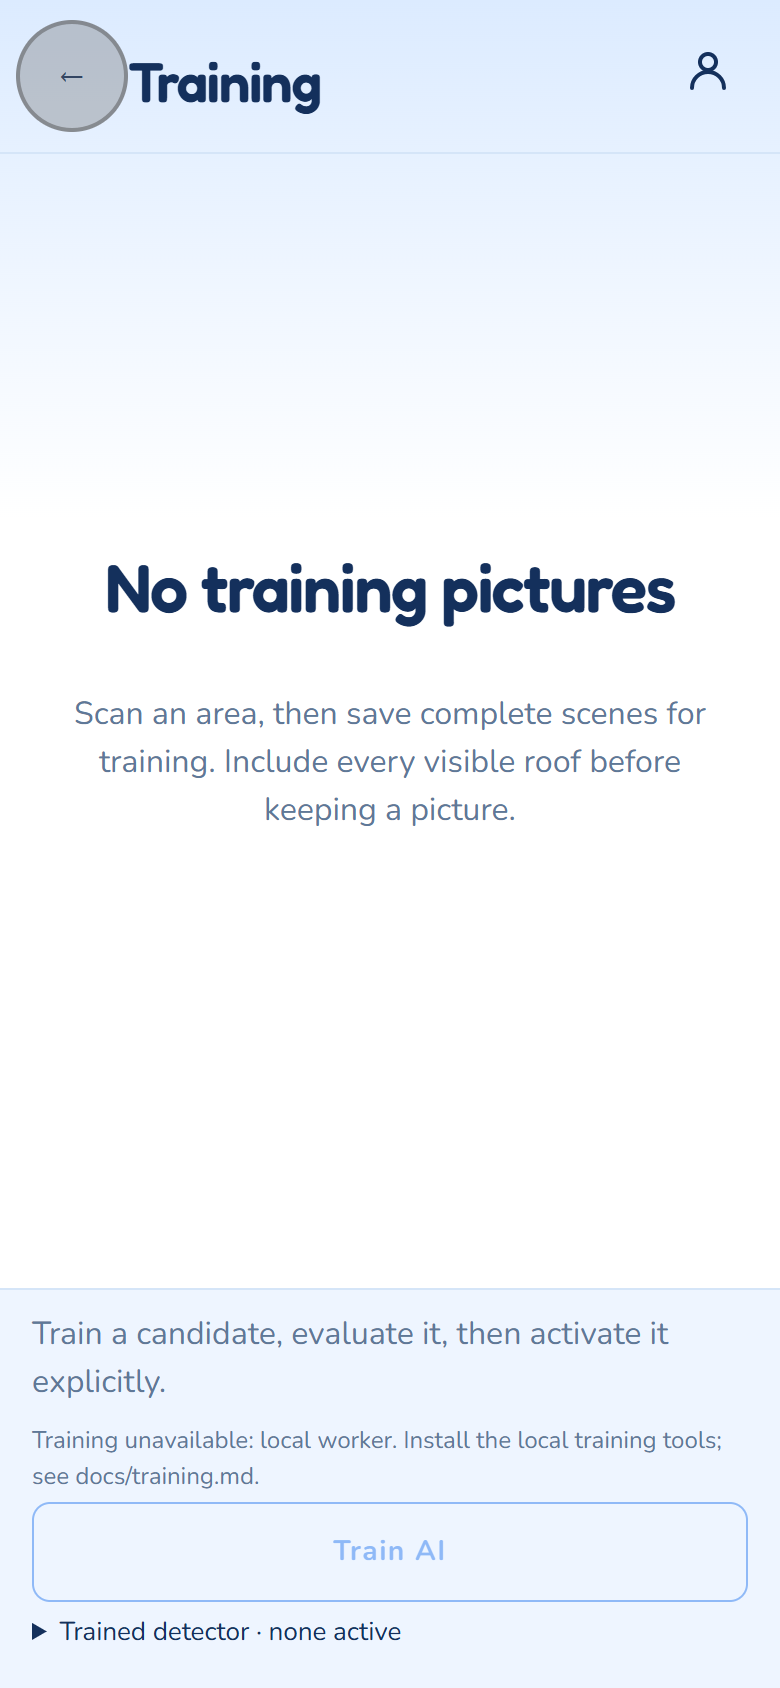 ← Training
No training pictures
Scan an area, then save complete scenes for
training. Include every visible roof before
keeping a picture.
Train a candidate, evaluate it, then activate it
explicitly.
Training unavailable: local worker. Install the local training tools;
see docs/training.md.
Train AI
▶ Trained detector · none active